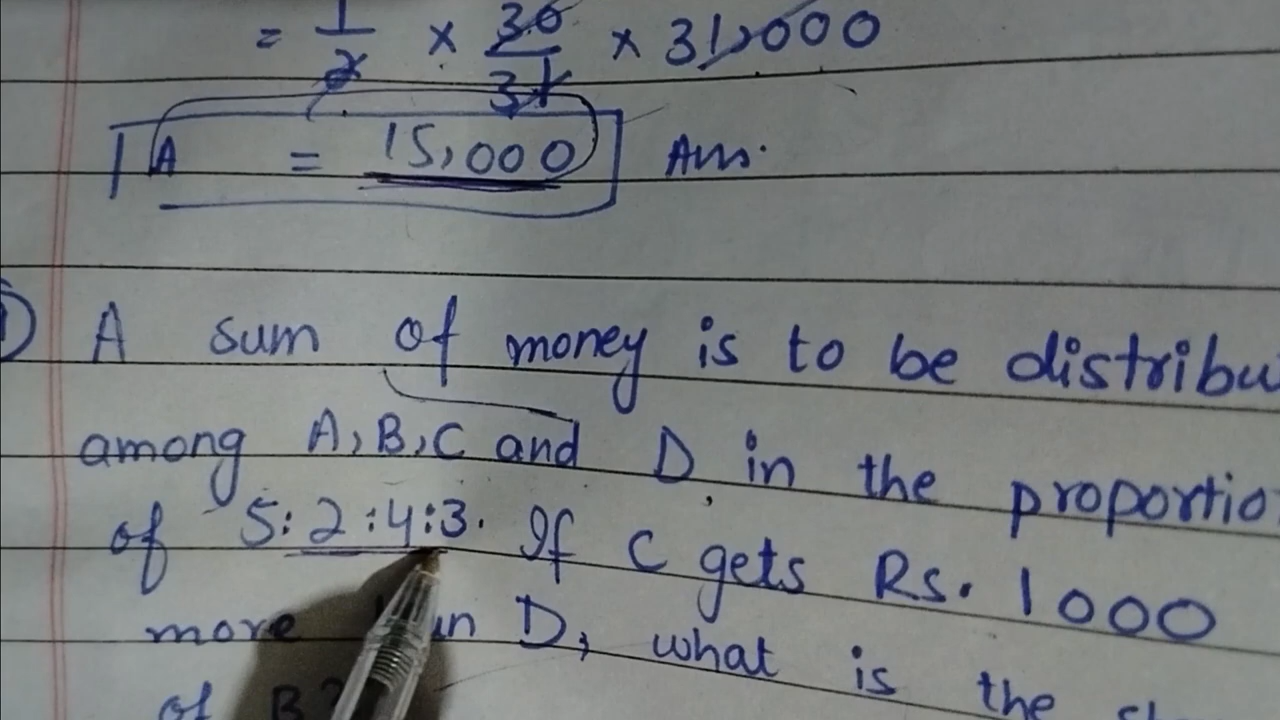 = 1/2 × 30/31 × 31,000
A = 15,000 Ans.
A sum of money is to be distribu
among A, B, C and D in the proportio
of 5:2:4:3. If C gets Rs. 1000
more D, what is the
of B?